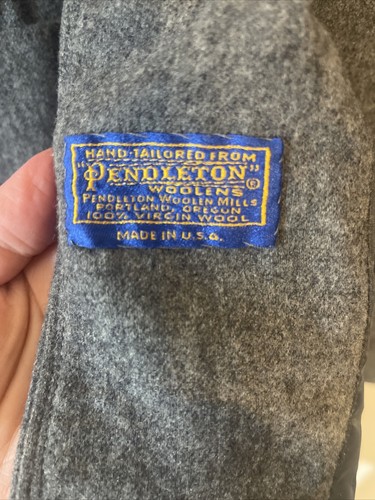 HAND-TAILORED FROM
"PENDLETON"®
WOOLENS
PENDLETON WOOLEN MILLS
PORTLAND, OREGON
100% VIRGIN WOOL
MADE IN U.S.A.